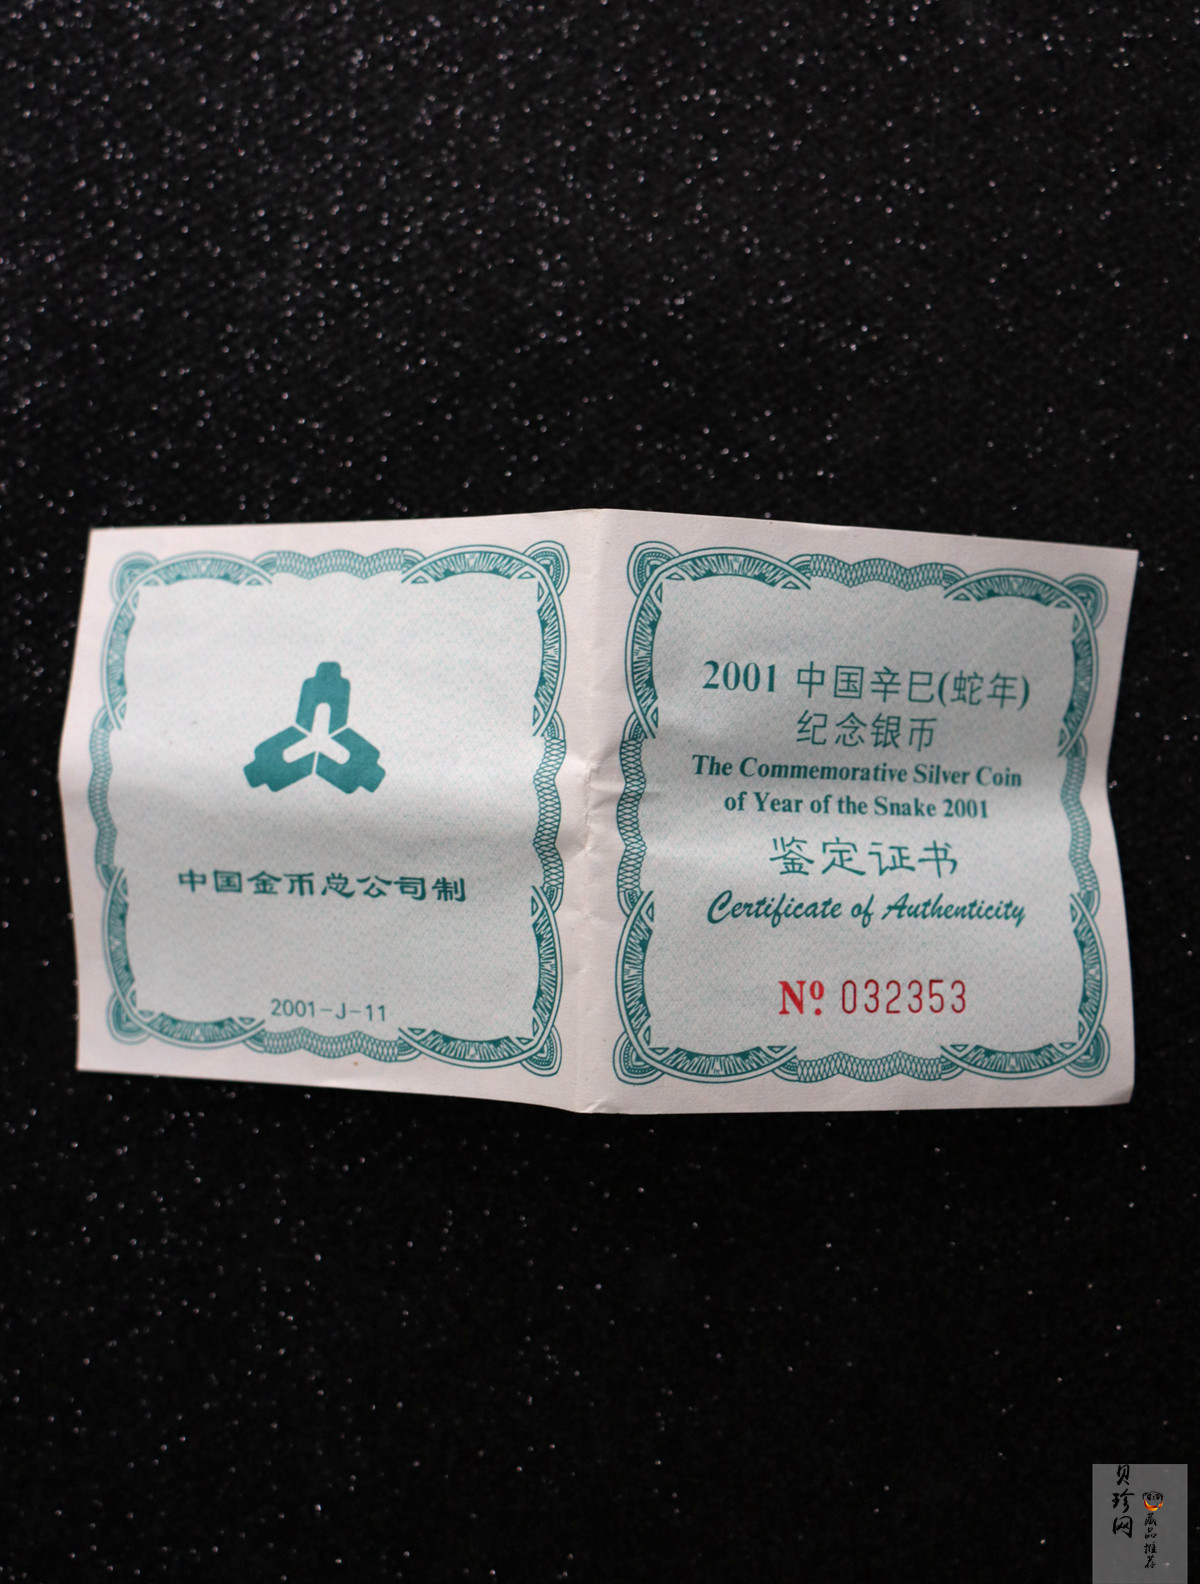 中国金币总公司制
2001-J-11
2001 中国辛巳(蛇年)
纪念银币
The Commemorative Silver Coin
of Year of the Snake 2001
鉴定证书
Certificate of Authenticity
Nº 032353
贝珍网
藏品推荐